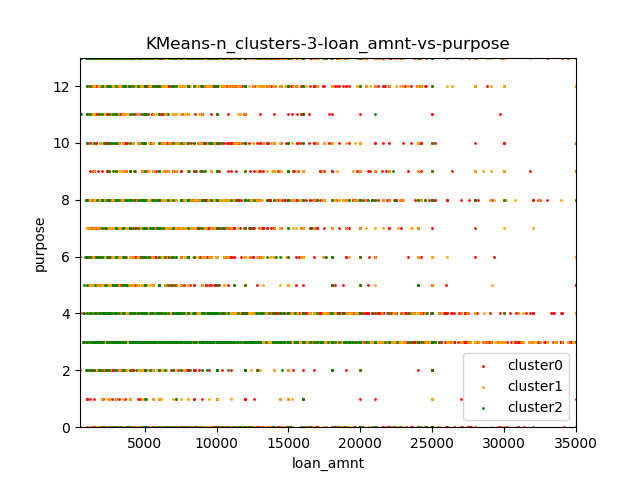 KMeans-n_clusters-3-loan_amnt-vs-purpose
12
10
8
6
4
2
0
purpose
5000 10000 15000 20000 25000 30000 35000
loan_amnt
cluster0
cluster1
cluster2